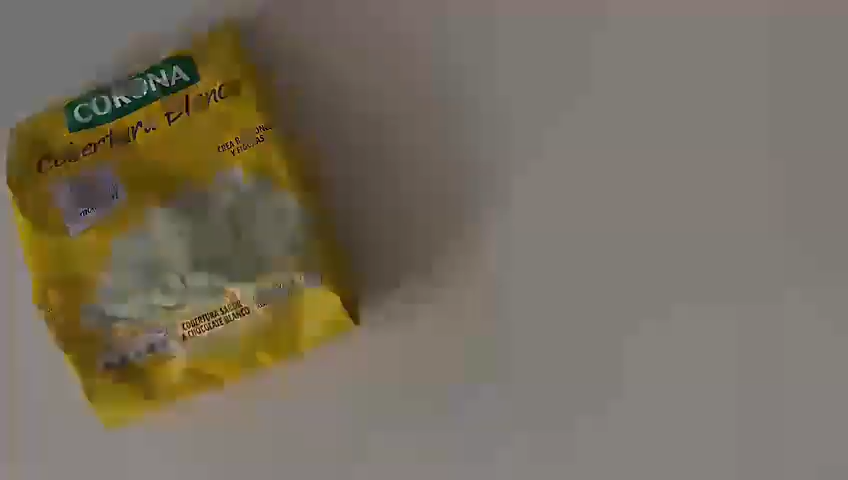 CORONA
Cobertura Blanca
CREA BOMBONES
Y FIGURAS
COBERTURA SABOR
A CHOCOLATE BLANCO